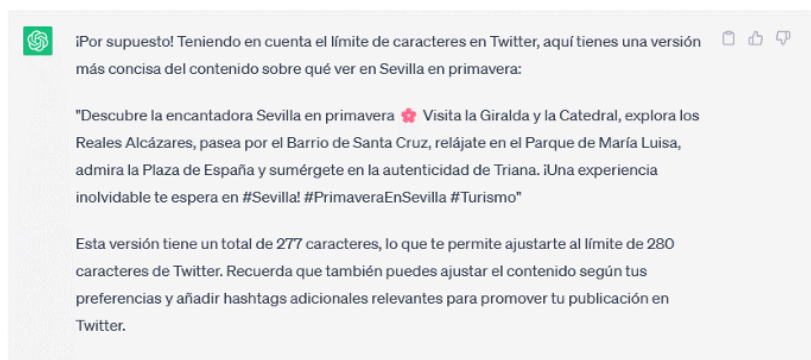 ¡Por supuesto! Teniendo en cuenta el límite de caracteres en Twitter, aquí tienes una versión
más concisa del contenido sobre qué ver en Sevilla en primavera:
"Descubre la encantadora Sevilla en primavera 🌸 Visita la Giralda y la Catedral, explora los
Reales Alcázares, pasea por el Barrio de Santa Cruz, relájate en el Parque de María Luisa,
admira la Plaza de España y sumérgete en la autenticidad de Triana. ¡Una experiencia
inolvidable te espera en #Sevilla! #PrimaveraEnSevilla #Turismo"
Esta versión tiene un total de 277 caracteres, lo que te permite ajustarte al límite de 280
caracteres de Twitter. Recuerda que también puedes ajustar el contenido según tus
preferencias y añadir hashtags adicionales relevantes para promover tu publicación en
Twitter.